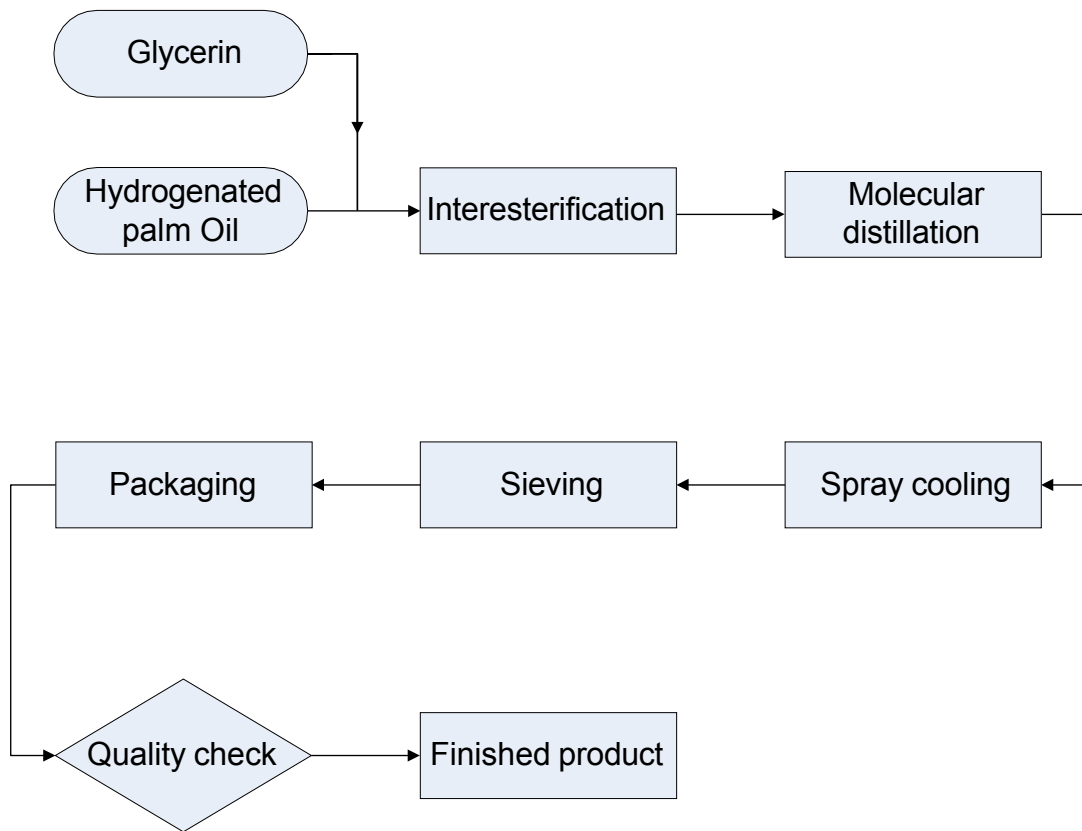 Glycerin
Hydrogenated
palm Oil
Interesterification
Molecular
distillation
Packaging
Sieving
Spray cooling
Quality check
Finished product